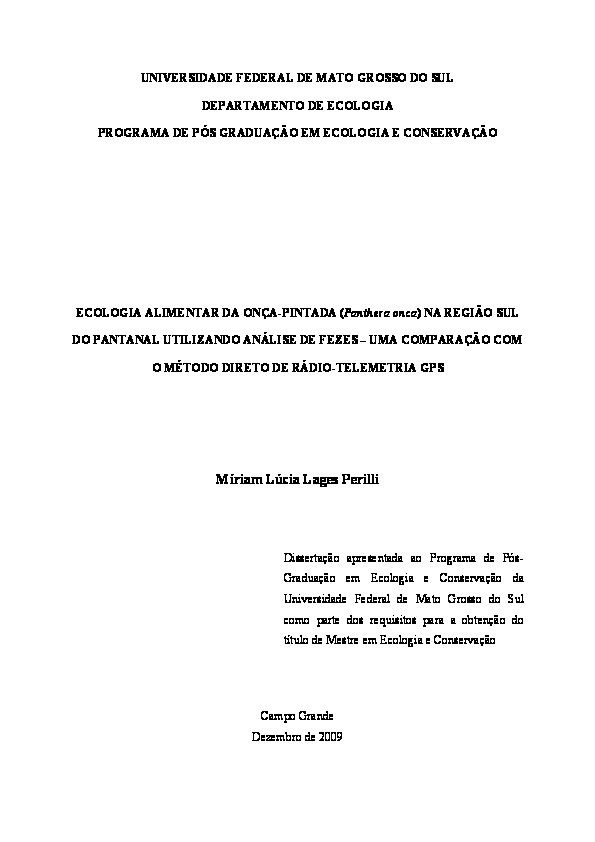 UNIVERSIDADE FEDERAL DE MATO GROSSO DO SUL
DEPARTAMENTO DE ECOLOGIA
PROGRAMA DE PÓS GRADUAÇÃO EM ECOLOGIA E CONSERVAÇÃO
ECOLOGIA ALIMENTAR DA ONÇA-PINTADA (Panthera onca) NA REGIÃO SUL
DO PANTANAL UTILIZANDO ANÁLISE DE FEZES – UMA COMPARAÇÃO COM
O MÉTODO DIRETO DE RÁDIO-TELEMETRIA GPS
Míriam Lúcia Lages Perilli
Dissertação apresentada ao Programa de Pós-
Graduação em Ecologia e Conservação da
Universidade Federal de Mato Grosso do Sul
como parte dos requisitos para a obtenção do
título de Mestre em Ecologia e Conservação
Campo Grande
Dezembro de 2009